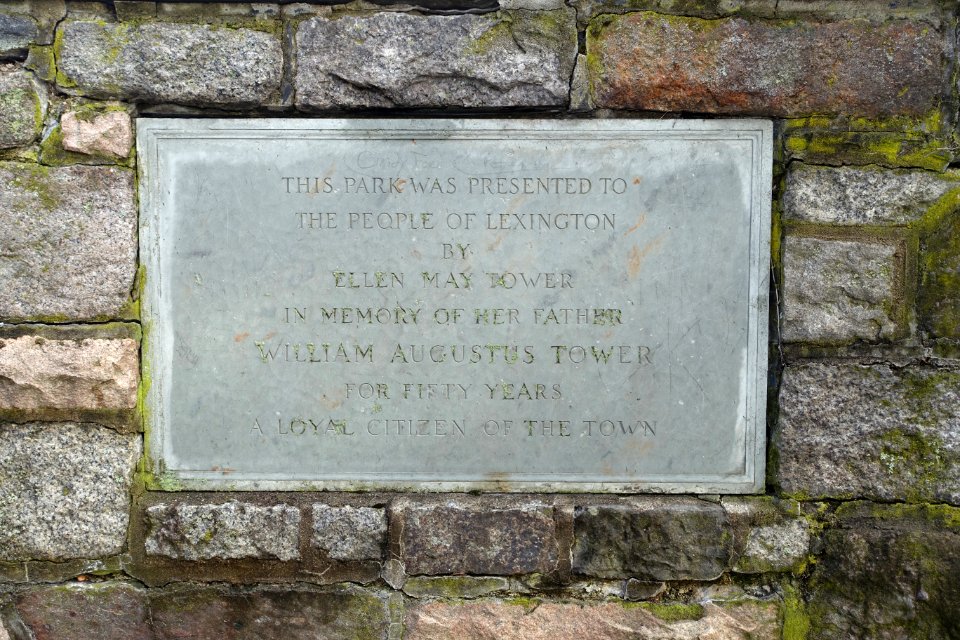 THIS PARK WAS PRESENTED TO
THE PEOPLE OF LEXINGTON
BY
ELLEN MAY TOWER
IN MEMORY OF HER FATHER
WILLIAM AUGUSTUS TOWER
FOR FIFTY YEARS
A LOYAL CITIZEN OF THE TOWN